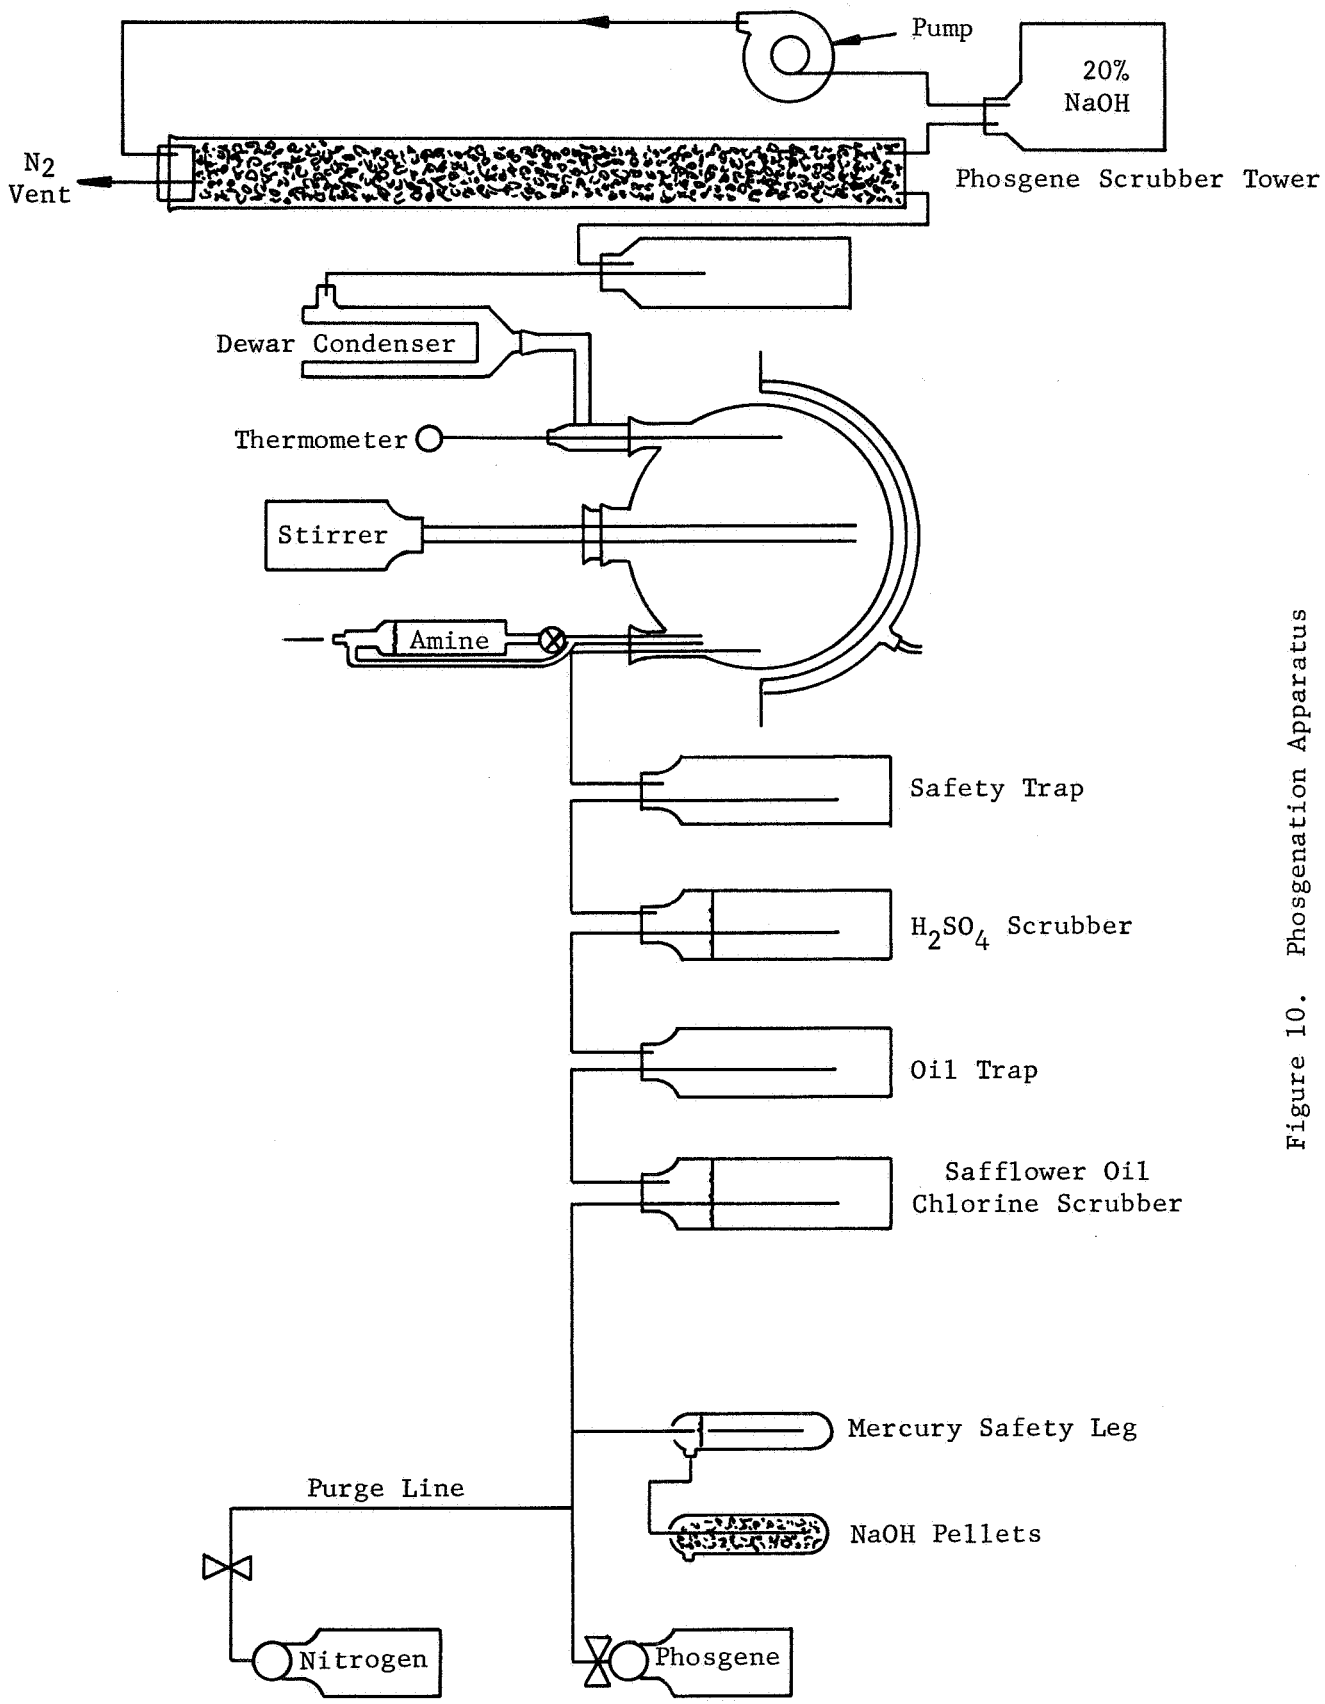 Pump
20%
NaOH
N2
Vent
Phosgene Scrubber Tower
Dewar Condenser
Thermometer
Stirrer
Amine
Safety Trap
H2SO4 Scrubber
Oil Trap
Safflower Oil
Chlorine Scrubber
Mercury Safety Leg
Purge Line
NaOH Pellets
Nitrogen
Phosgene
Figure 10. Phosgenation Apparatus